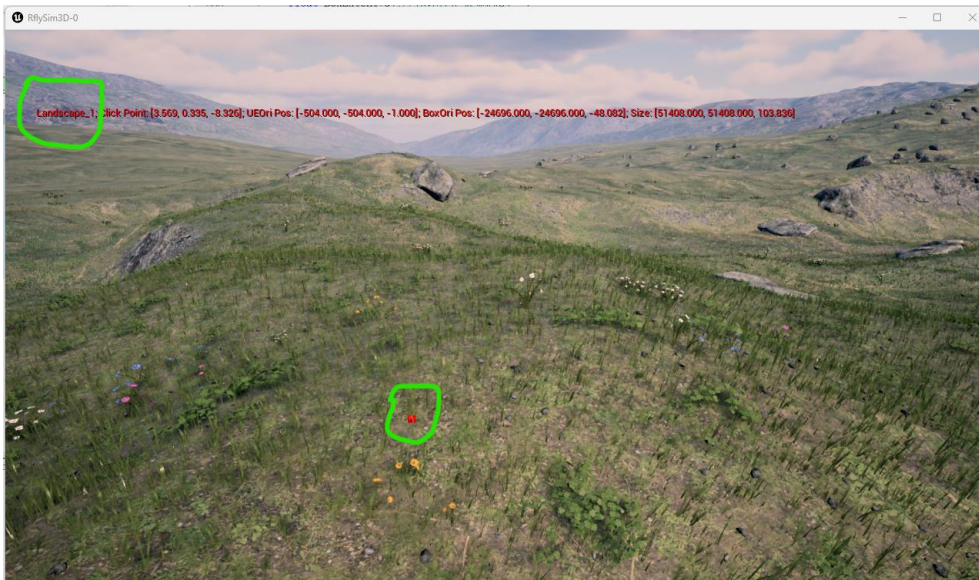 RflySim3D-0
Landscape_1; Click Point: [3.569, 0.335, -8.326]; UEOri Pos: [-504.000, -504.000, -1.000]; BoxOri Pos: [-24696.000, -24696.000, -48.082]; Size: [51408.000, 51408.000, 103.836]